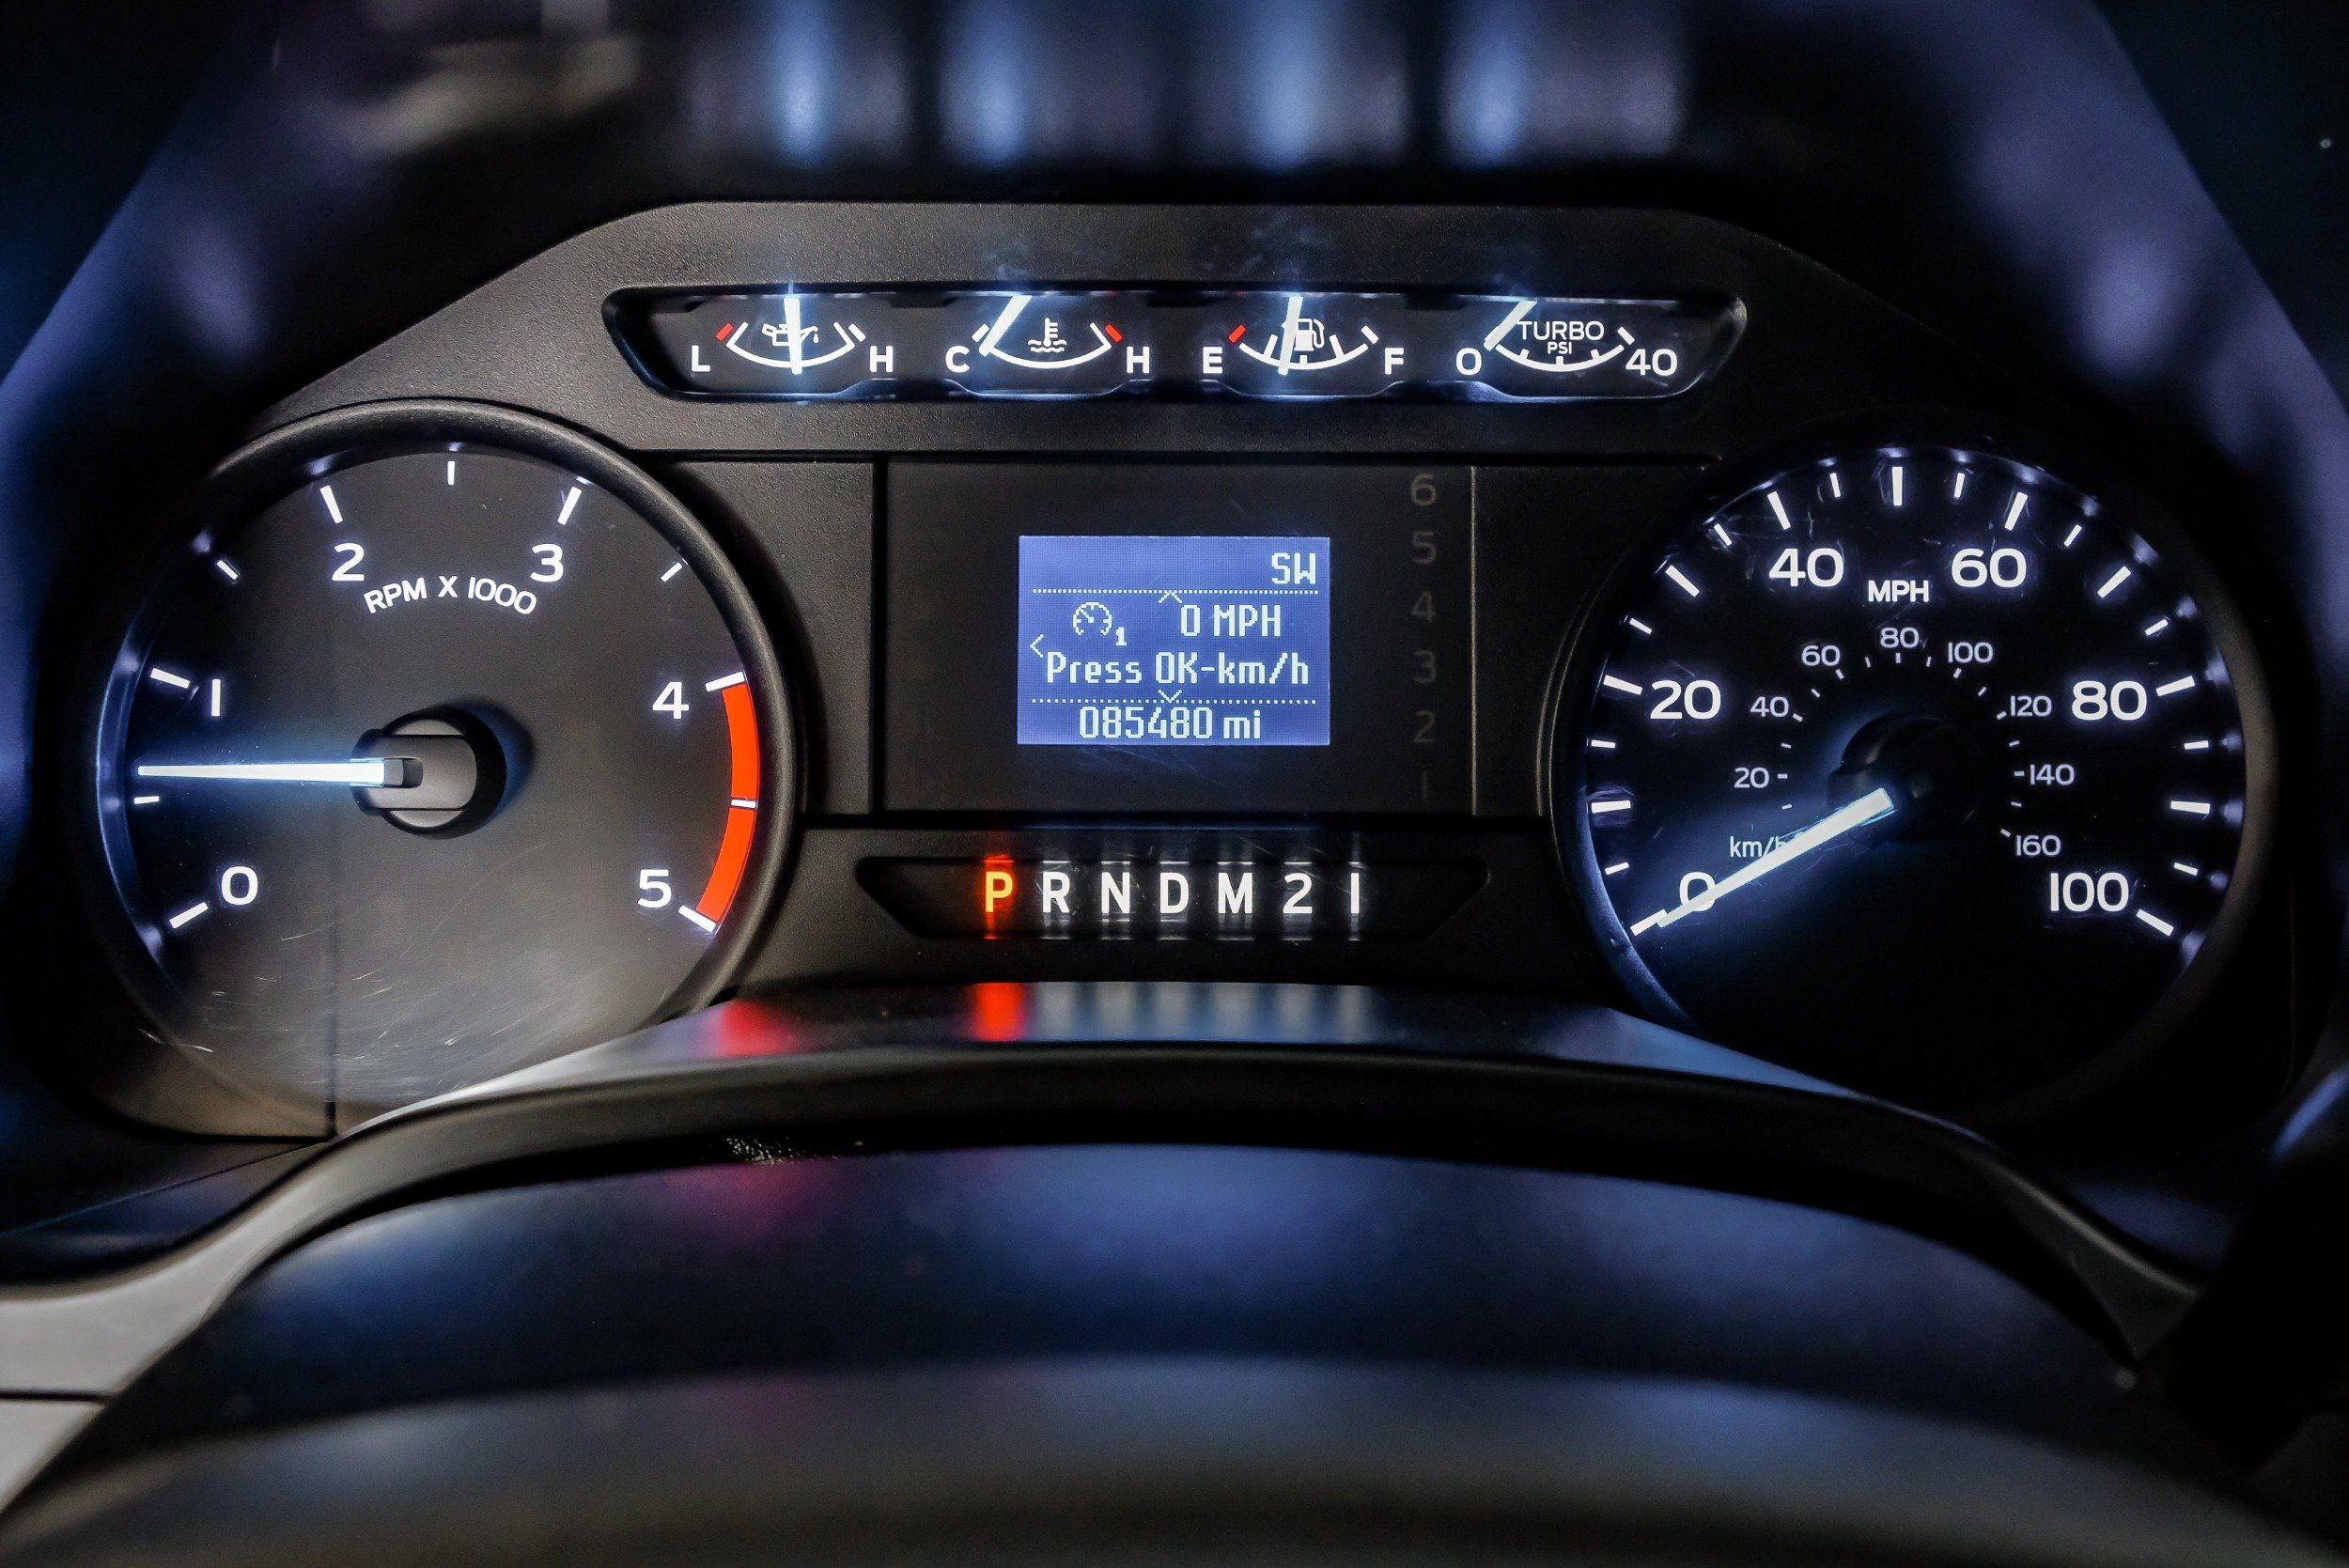 L H C H E F 0 TURBO PSI 40
2 3
RPM X 1000
1 4
0 5
6
5
4
3
2
1
SW
1 0 MPH
Press OK-km/h
085480 mi
P R N D M 2 1
40 60
MPH
60 80 100
20 40 120 80
20 140
km/h 160
0 100